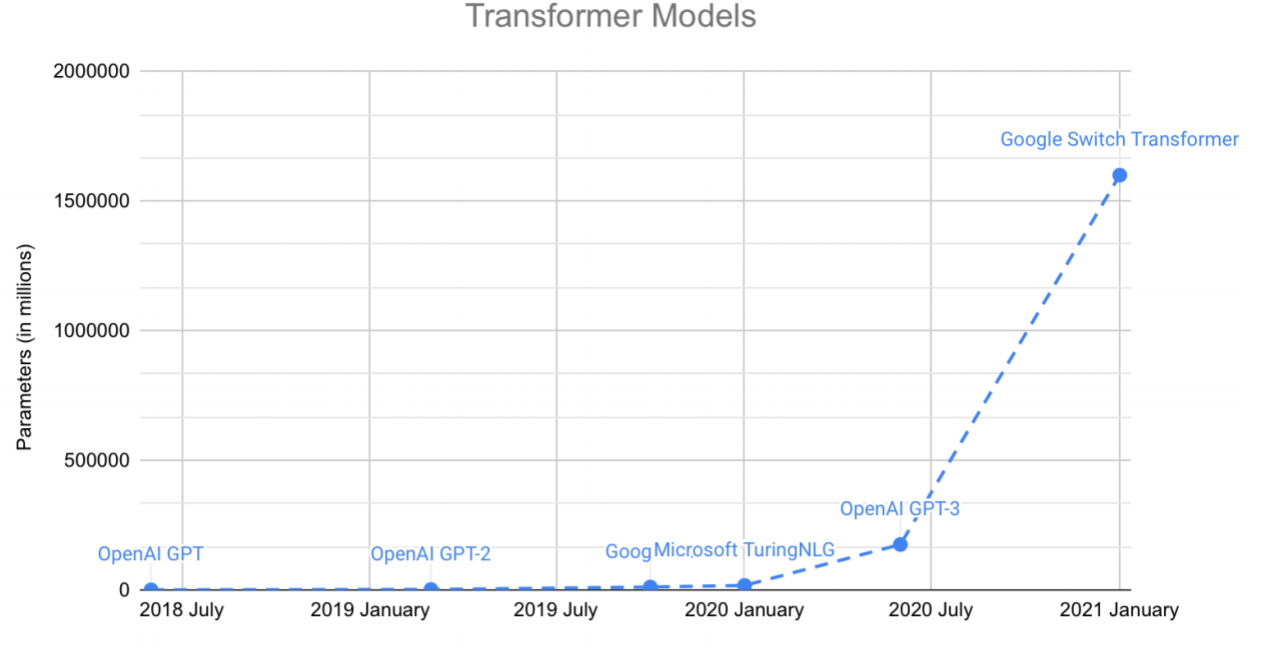 Transformer Models
2000000
Google Switch Transformer
1500000
Parameters (in millions)
1000000
500000
OpenAI GPT-3
OpenAI GPT
OpenAI GPT-2
Goog
Microsoft TuringNLG
0
2018 July
2019 January
2019 July
2020 January
2020 July
2021 January